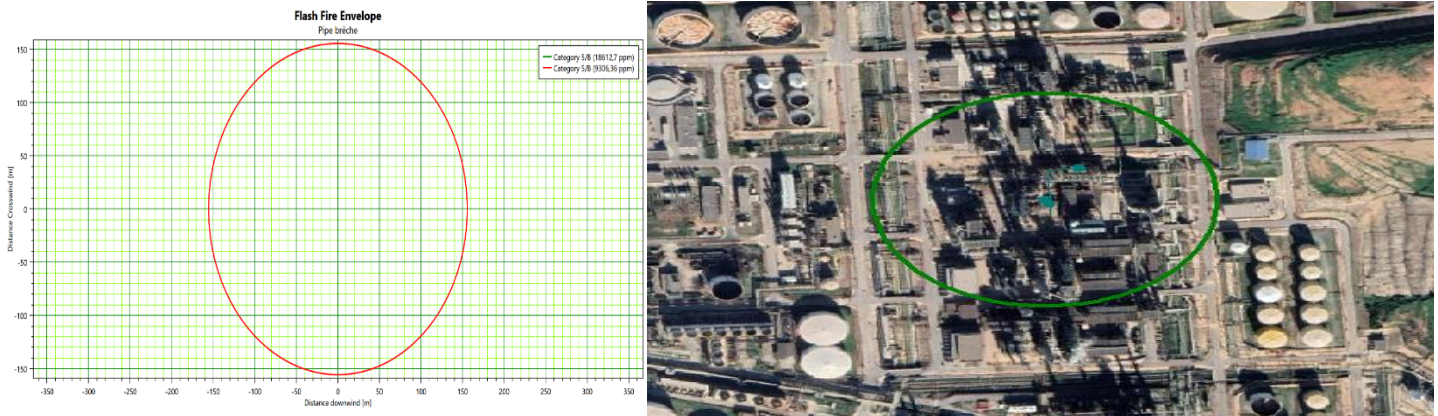 Flash Fire Envelope
Pipe brèche
Category 5/B (18612,7 ppm)
Category 5/B (9306,36 ppm)
Distance Crosswind [m]
150
100
50
0
-50
-100
-150
-350 -300 -250 -200 -150 -100 -50 0 50 100 150 200 250 300 350
Distance downwind [m]